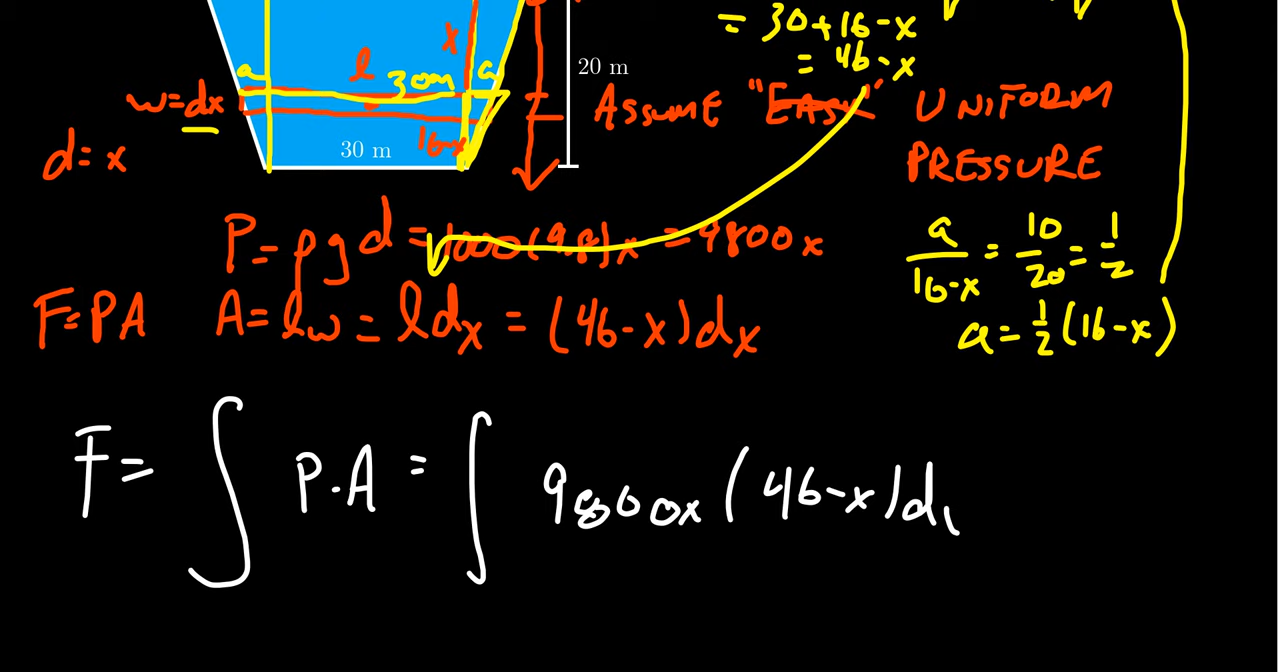 = 30+16-x
= 46-x
x
20 m
a l 30m a
w=dx
ASSUME "EASY" UNIFORM
PRESSURE
16-x
30 m
d=x
P=ρgd=1000(9.8)x=9800x
a/16-x = 10/20 = 1/2
F=PA A=lw=ldx=(46-x)dx
a=1/2(16-x)
F= ∫ P·A = ∫ 9800x(46-x)d